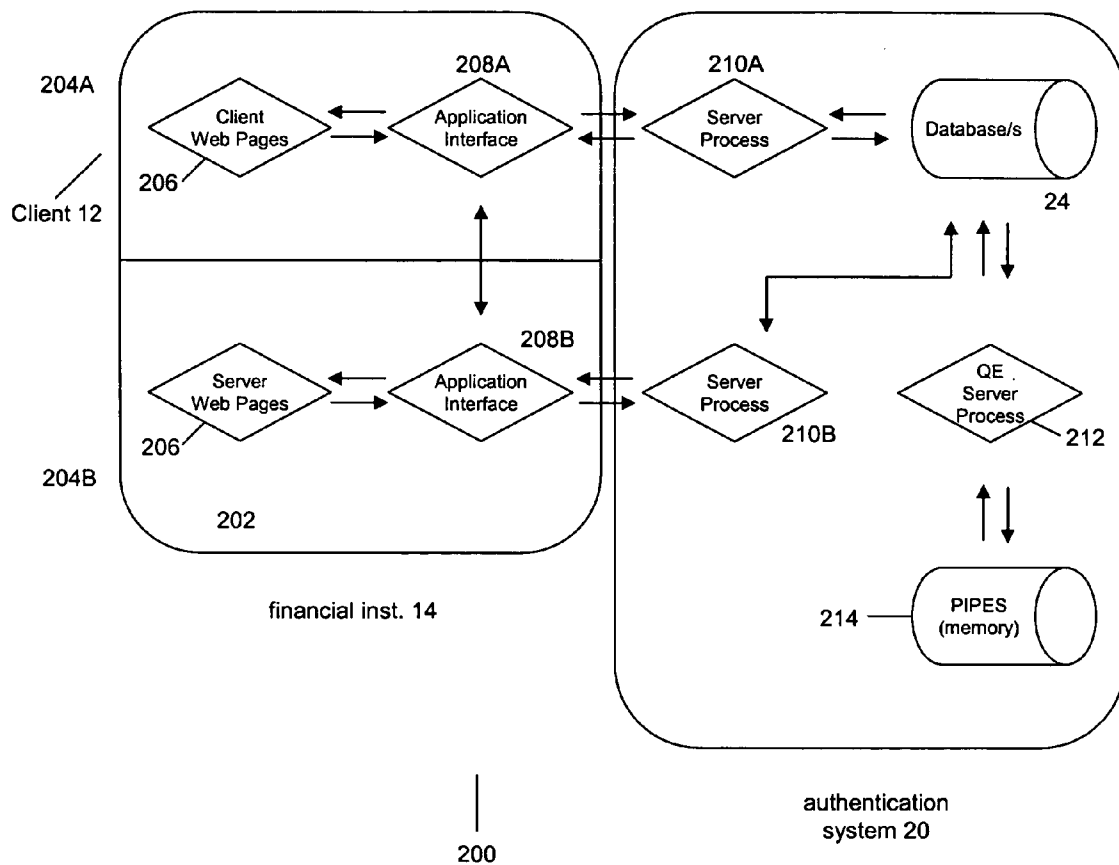 204A
208A
210A
Client
Web Pages
Application
Interface
Server
Process
Database/s
206
24
Client 12
208B
Server
Web Pages
Application
Interface
Server
Process
QE
Server
Process
206
210B
212
204B
202
financial inst. 14
214
PIPES
(memory)
authentication
system 20
200